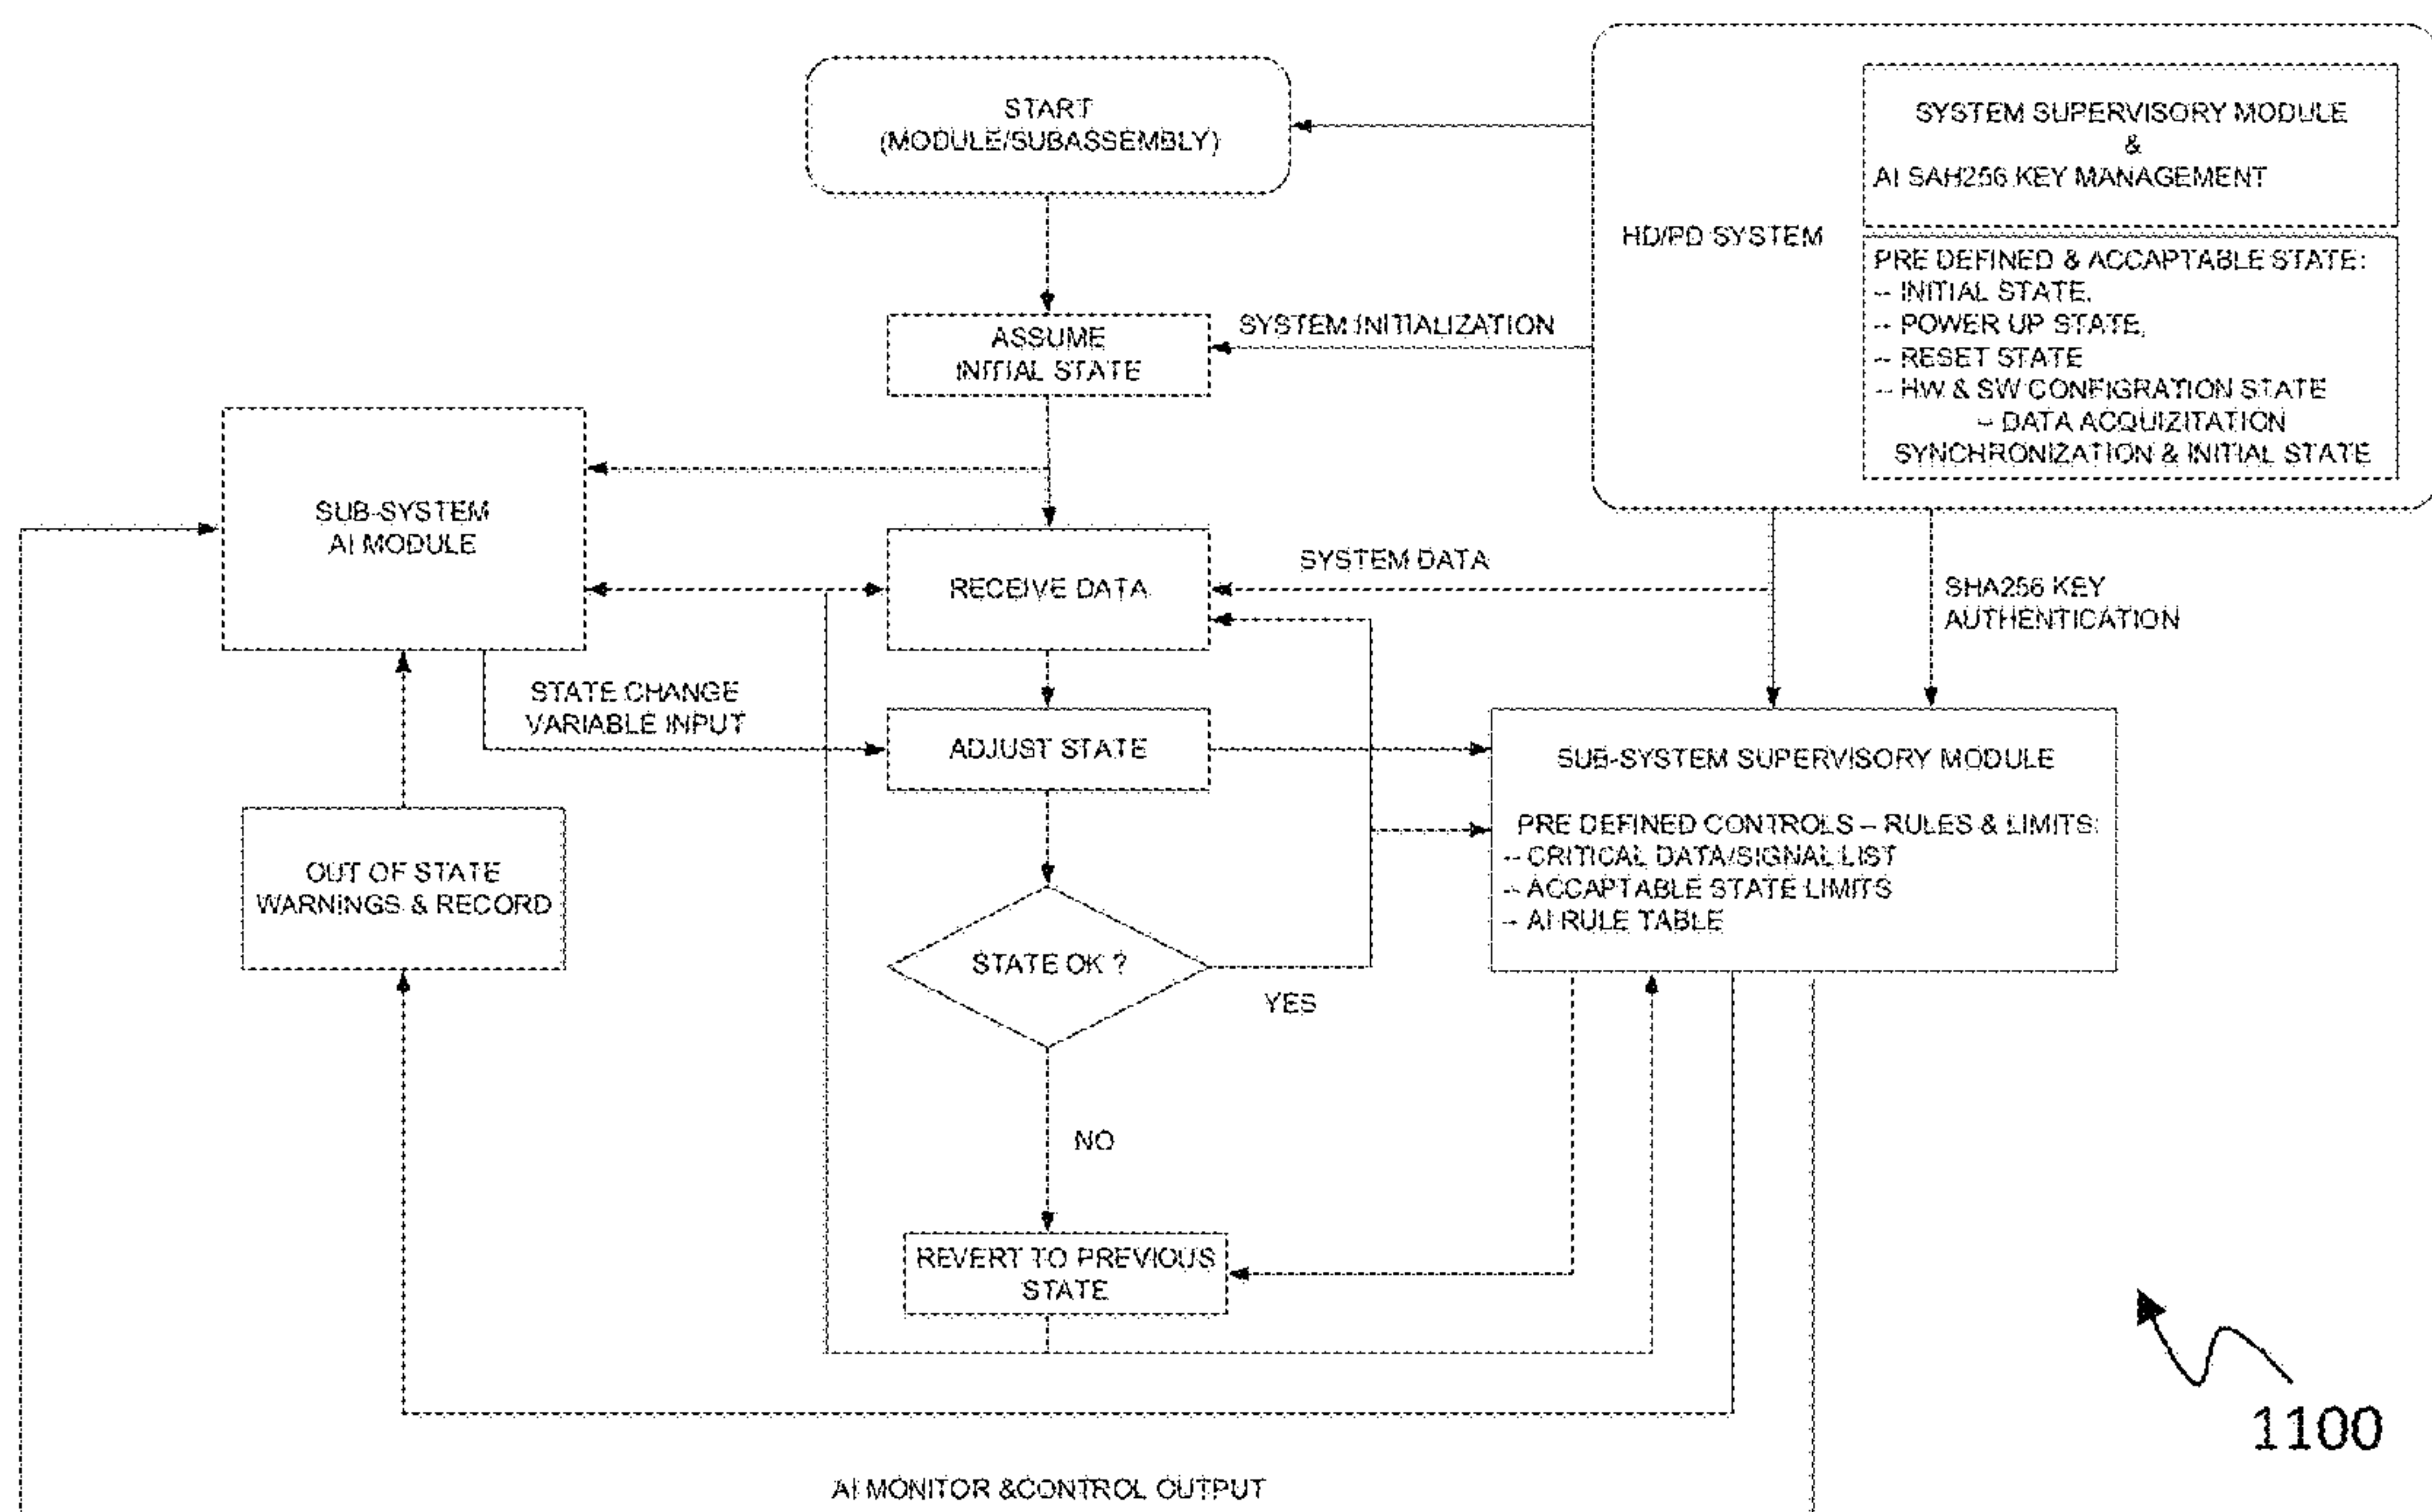 START
(MODULE/SUBASSEMBLY)
SYSTEM SUPERVISORY MODULE
&
AI SAH256 KEY MANAGEMENT
HD/PD SYSTEM
PRE DEFINED & ACCAPTABLE STATE:
-- INITIAL STATE,
-- POWER UP STATE,
-- RESET STATE
-- HW & SW CONFIGRATION STATE
-- DATA ACQUIZITATION
SYNCHRONIZATION & INITIAL STATE
SYSTEM INITIALIZATION
ASSUME
INITIAL STATE
SUB-SYSTEM
AI MODULE
RECEIVE DATA
SYSTEM DATA
SHA256 KEY
AUTHENTICATION
STATE CHANGE
VARIABLE INPUT
ADJUST STATE
SUB-SYSTEM SUPERVISORY MODULE
PRE DEFINED CONTROLS -- RULES & LIMITS:
-- CRITICAL DATA/SIGNAL LIST
-- ACCAPTABLE STATE LIMITS
-- AI RULE TABLE
OUT OF STATE
WARNINGS & RECORD
STATE OK ?
YES
NO
REVERT TO PREVIOUS
STATE
1100
AI MONITOR &CONTROL OUTPUT